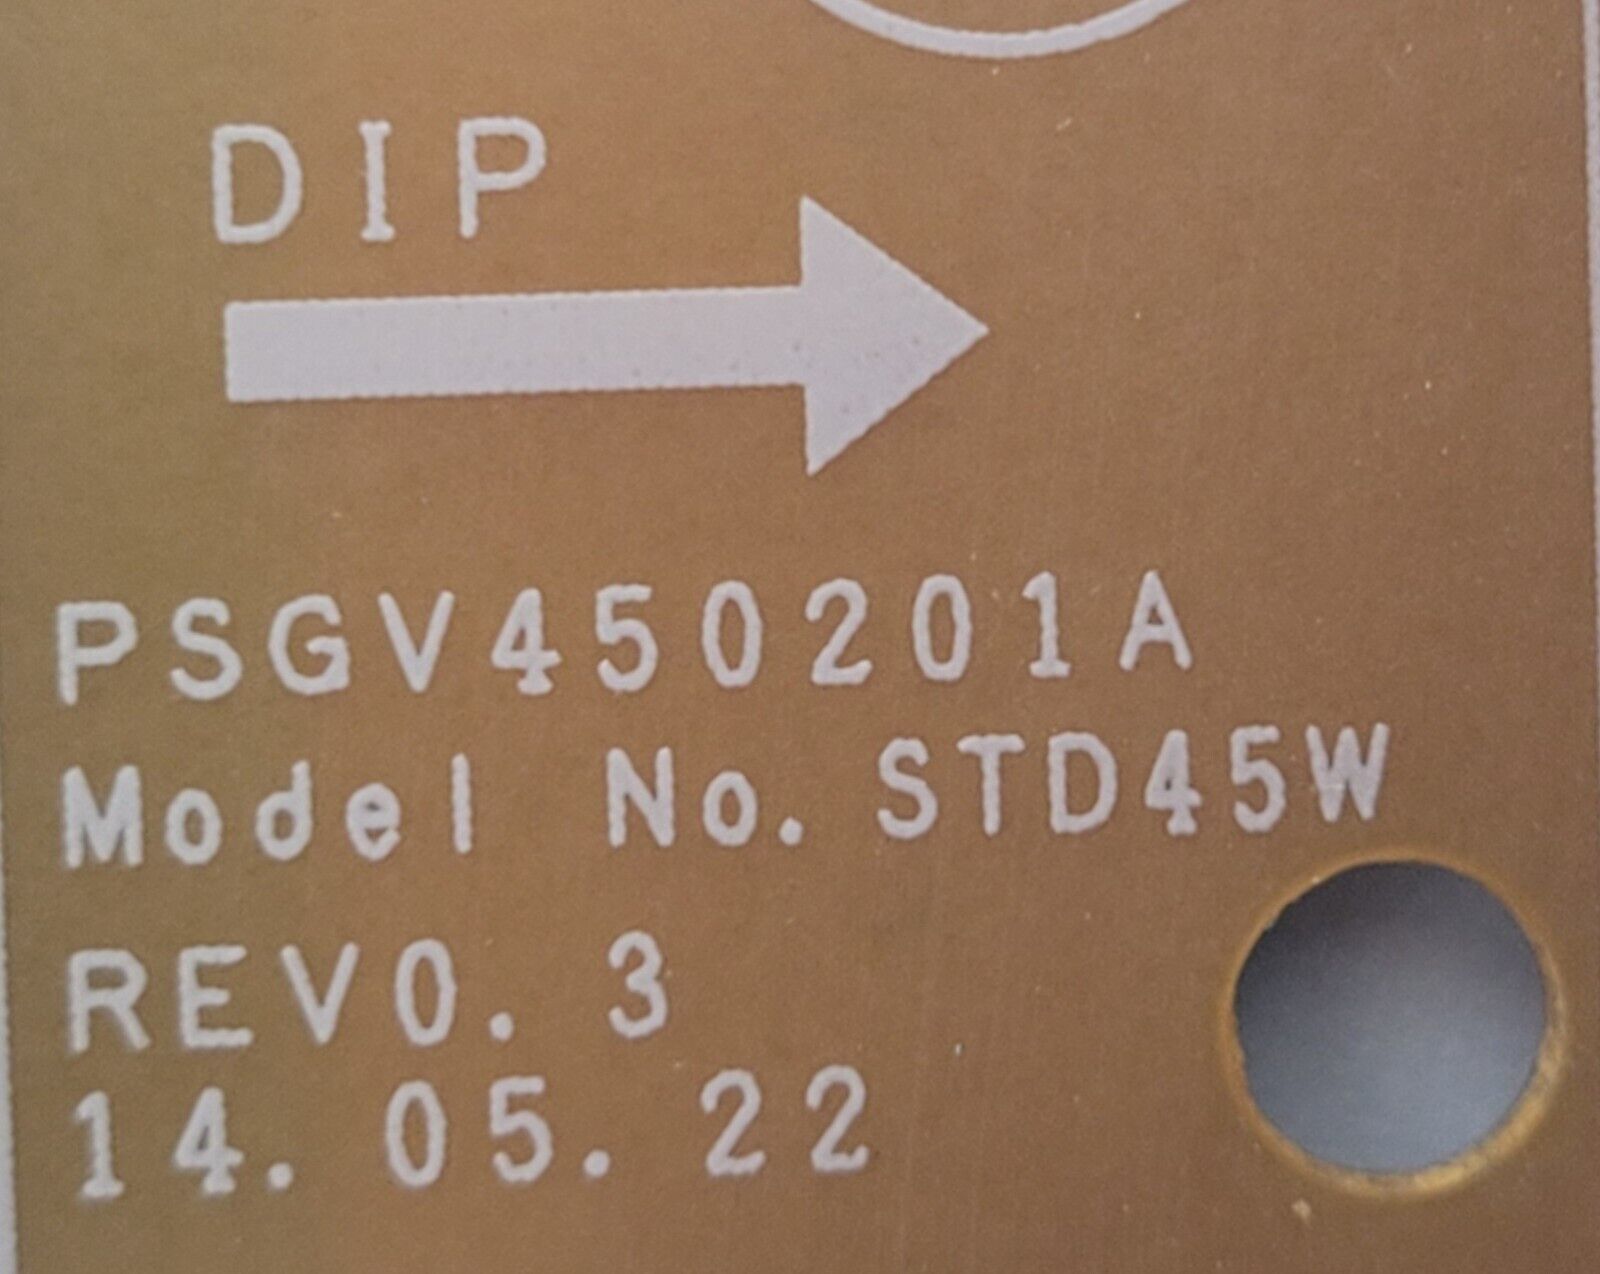 DIP
PSGV450201A
Model No. STD45W
REV0. 3
14. 05. 22